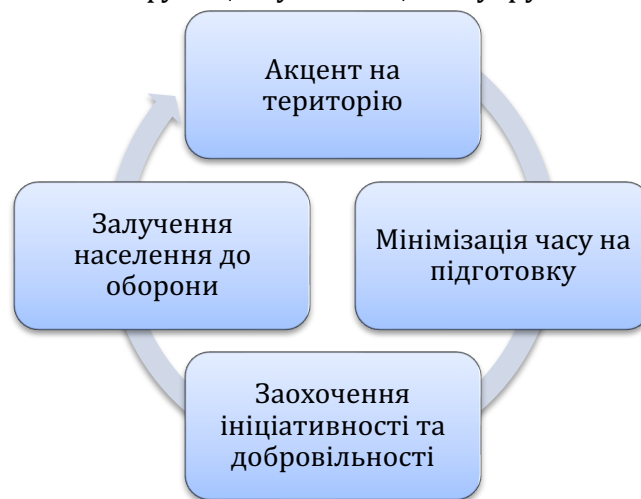 Акцент на
територію
Мінімізація часу на
підготовку
Заохочення
ініціативності та
добровільності
Залучення
населення до
оборони